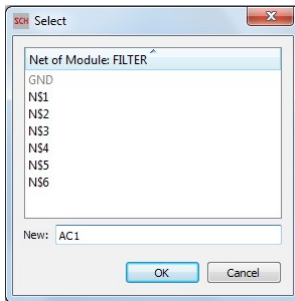 SCH Select
Net of Module: FILTER
GND
N$1
N$2
N$3
N$4
N$5
N$6
New: AC1
OK Cancel